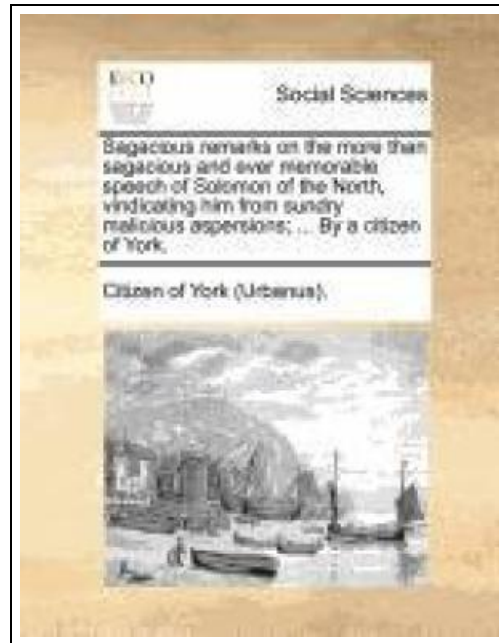 ECCO
Social Sciences
Sagacious remarks on the more than
sagacious and ever memorable
speech of Solomon of the North,
vindicating him from sundry
malicious aspersions; ... By a citizen
of York.
Citizen of York (Urbanus).